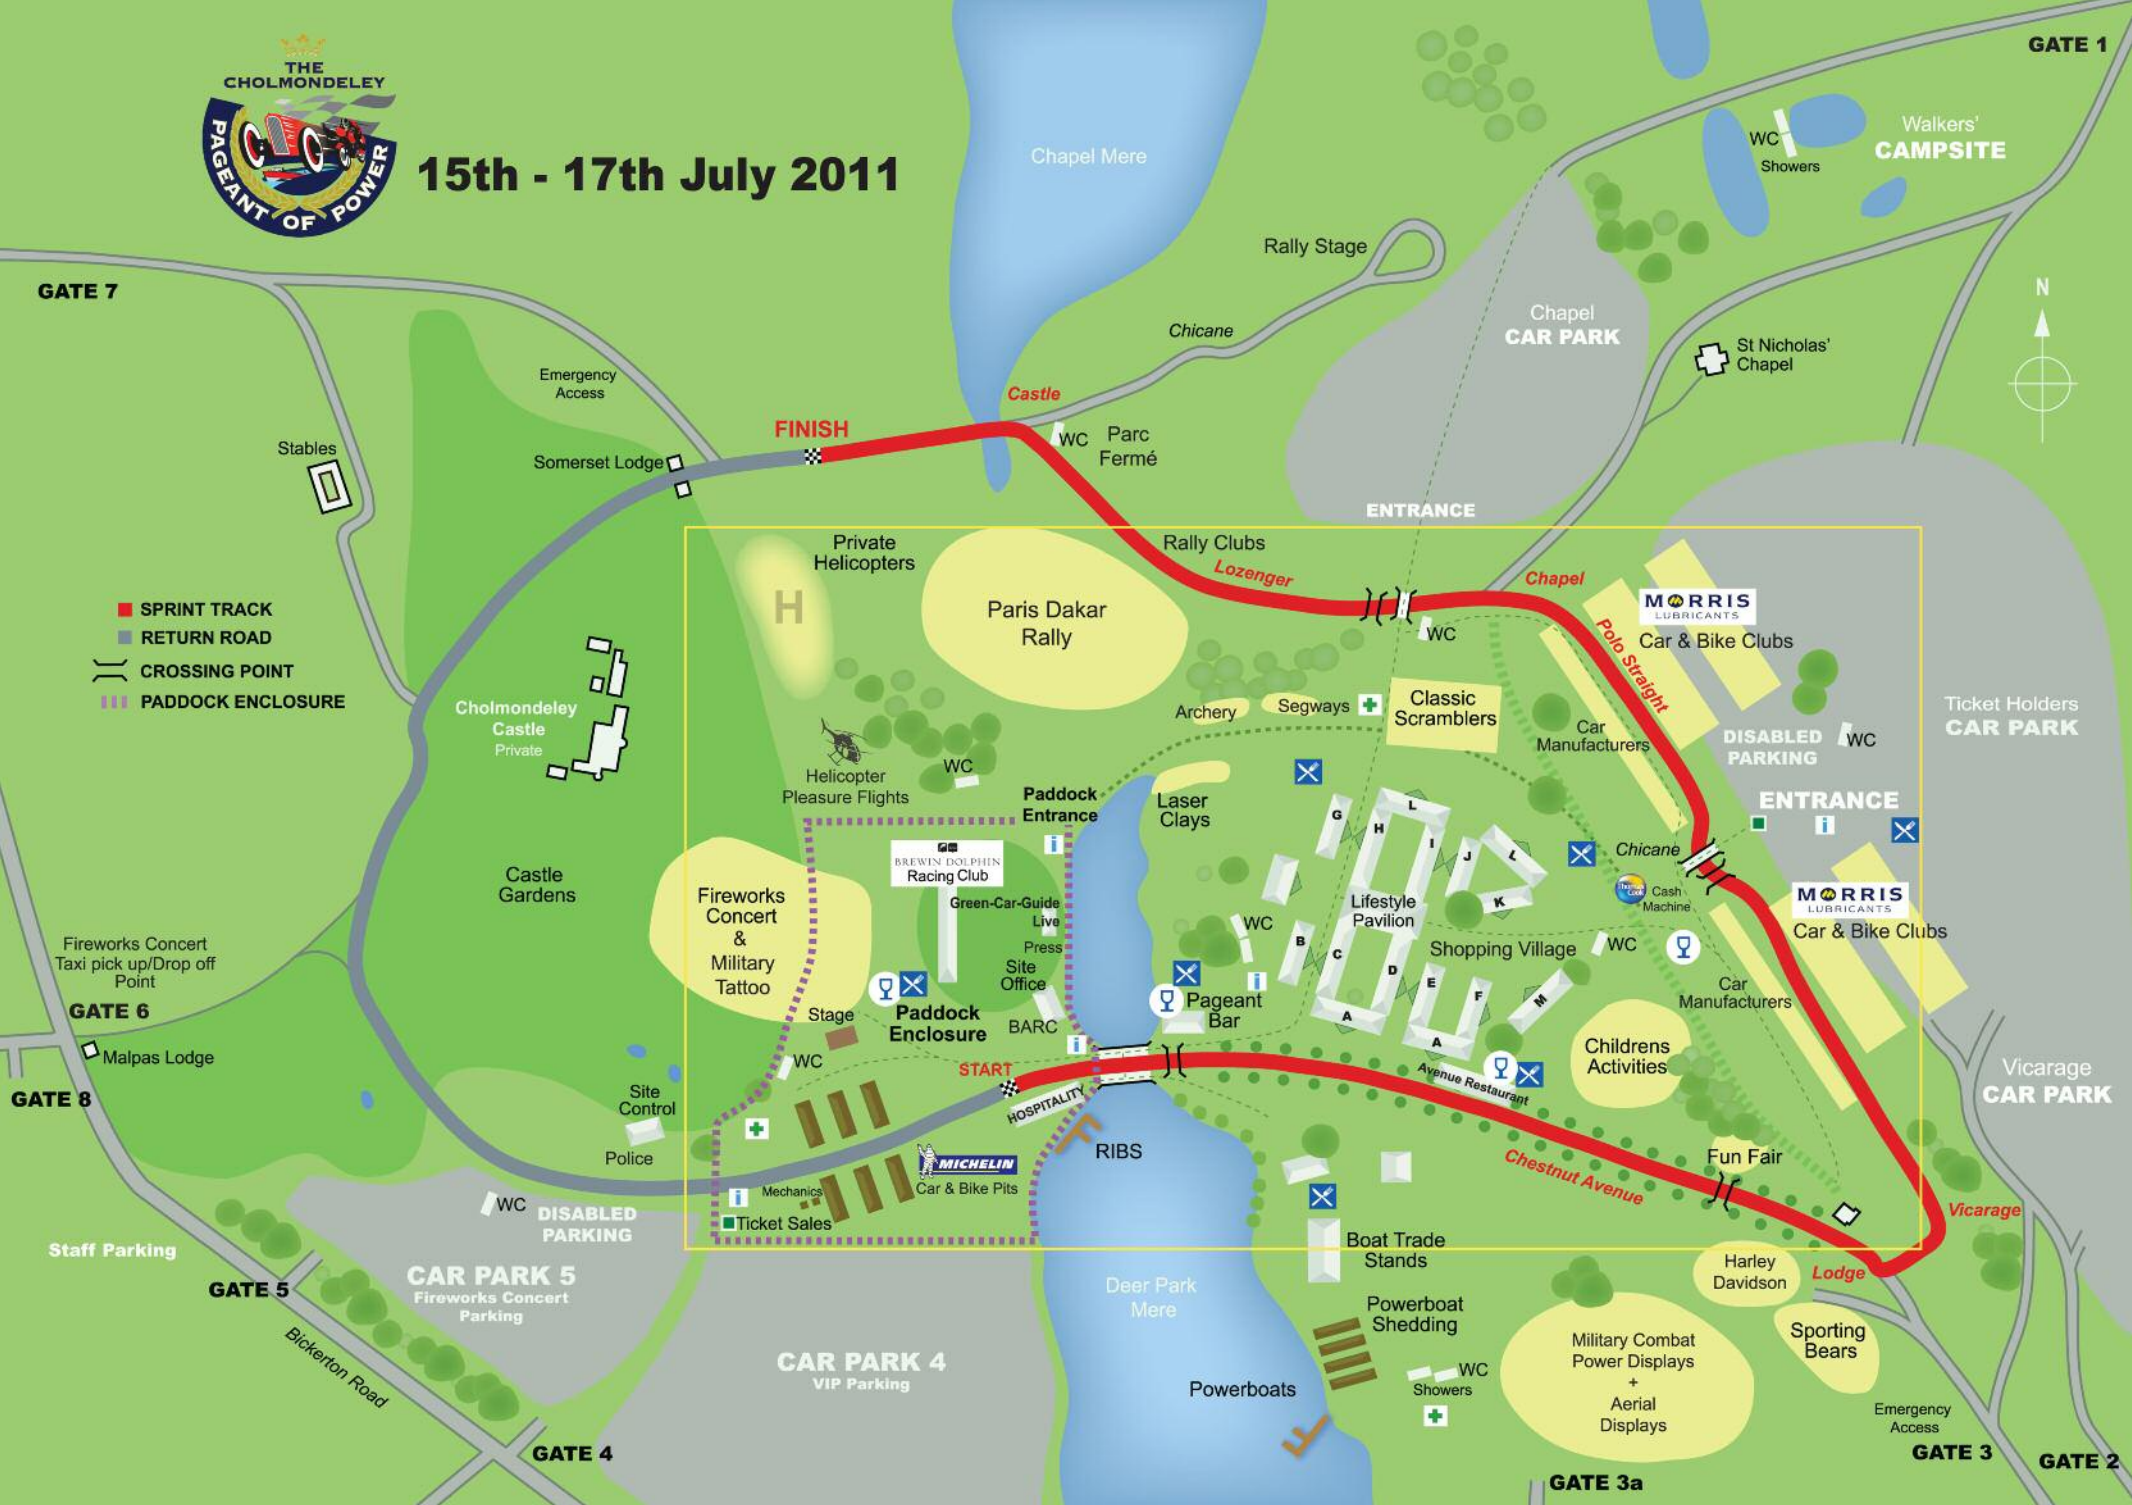 THE
CHOLMONDELEY
PAGEANT OF POWER
15th - 17th July 2011
GATE 1
Chapel Mere
WC
Showers
Walkers'
CAMPSITE
Rally Stage
GATE 7
N
Chapel
CAR PARK
Chicane
St Nicholas'
Chapel
Emergency
Access
Castle
FINISH
WC
Parc
Fermé
Stables
Somerset Lodge
ENTRANCE
Private
Helicopters
H
Rally Clubs
Lozenger
Chapel
Paris Dakar
Rally
SPRINT TRACK
RETURN ROAD
CROSSING POINT
PADDOCK ENCLOSURE
MORRIS
LUBRICANTS
Car & Bike Clubs
Polo Straight
WC
Cholmondeley
Castle
Private
Archery
Segways
Classic
Scramblers
Car
Manufacturers
Ticket Holders
CAR PARK
DISABLED
PARKING
WC
Helicopter
Pleasure Flights
WC
Paddock
Entrance
Laser
Clays
ENTRANCE
i
i
G
H
L
I
J
L
K
Chicane
BREWIN DOLPHIN
Racing Club
Castle
Gardens
Fireworks
Concert
&
Military
Tattoo
Green-Car-Guide
Live
Press
Site
Office
Lifestyle
Pavilion
Thomas
Cook
Cash
Machine
MORRIS
LUBRICANTS
Car & Bike Clubs
WC
B
C
D
E
F
M
A
A
Shopping Village
WC
i
Fireworks Concert
Taxi pick up/Drop off
Point
GATE 6
Stage
Paddock
Enclosure
BARC
i
Pageant
Bar
Car
Manufacturers
Malpas Lodge
WC
START
Childrens
Activities
Avenue Restaurant
Vicarage
CAR PARK
GATE 8
Site
Control
HOSPITALITY
Police
RIBS
Chestnut Avenue
Fun Fair
MICHELIN
Car & Bike Pits
Mechanics
i
Ticket Sales
WC
DISABLED
PARKING
Vicarage
Staff Parking
CAR PARK 5
Fireworks Concert
Parking
GATE 5
Boat Trade
Stands
Harley
Davidson
Lodge
Deer Park
Mere
Powerboat
Shedding
Sporting
Bears
Bickerton Road
CAR PARK 4
VIP Parking
Military Combat
Power Displays
+
Aerial
Displays
WC
Showers
Powerboats
Emergency
Access
GATE 4
GATE 3
GATE 2
GATE 3a